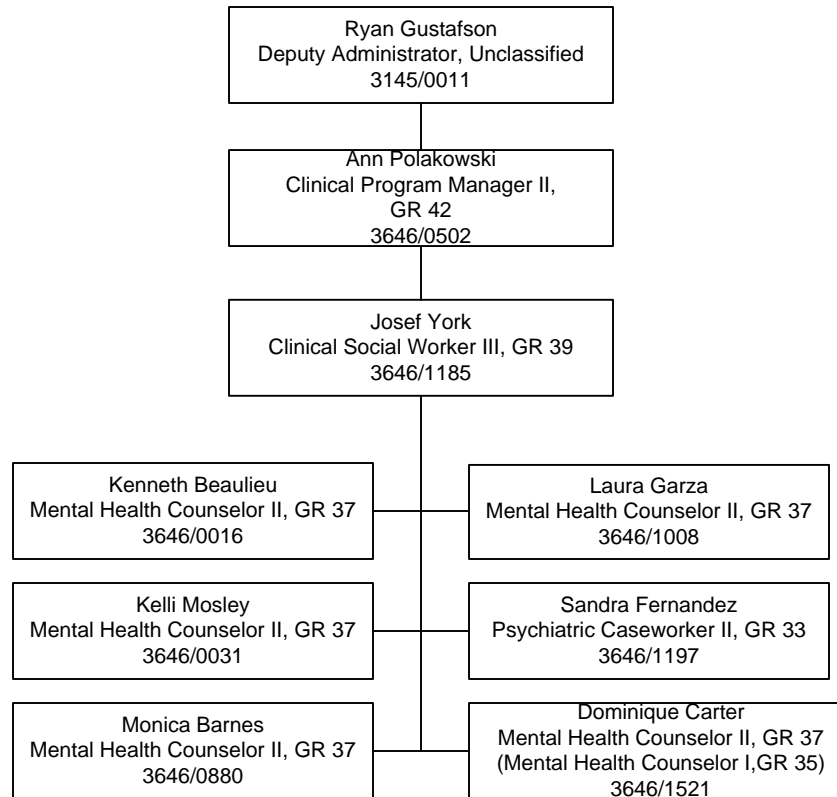 Ryan Gustafson
Deputy Administrator, Unclassified
3145/0011
Ann Polakowski
Clinical Program Manager II,
GR 42
3646/0502
Josef York
Clinical Social Worker III, GR 39
3646/1185
Kenneth Beaulieu
Mental Health Counselor II, GR 37
3646/0016
Laura Garza
Mental Health Counselor II, GR 37
3646/1008
Kelli Mosley
Mental Health Counselor II, GR 37
3646/0031
Sandra Fernandez
Psychiatric Caseworker II, GR 33
3646/1197
Monica Barnes
Mental Health Counselor II, GR 37
3646/0880
Dominique Carter
Mental Health Counselor II, GR 37
(Mental Health Counselor I,GR 35)
3646/1521